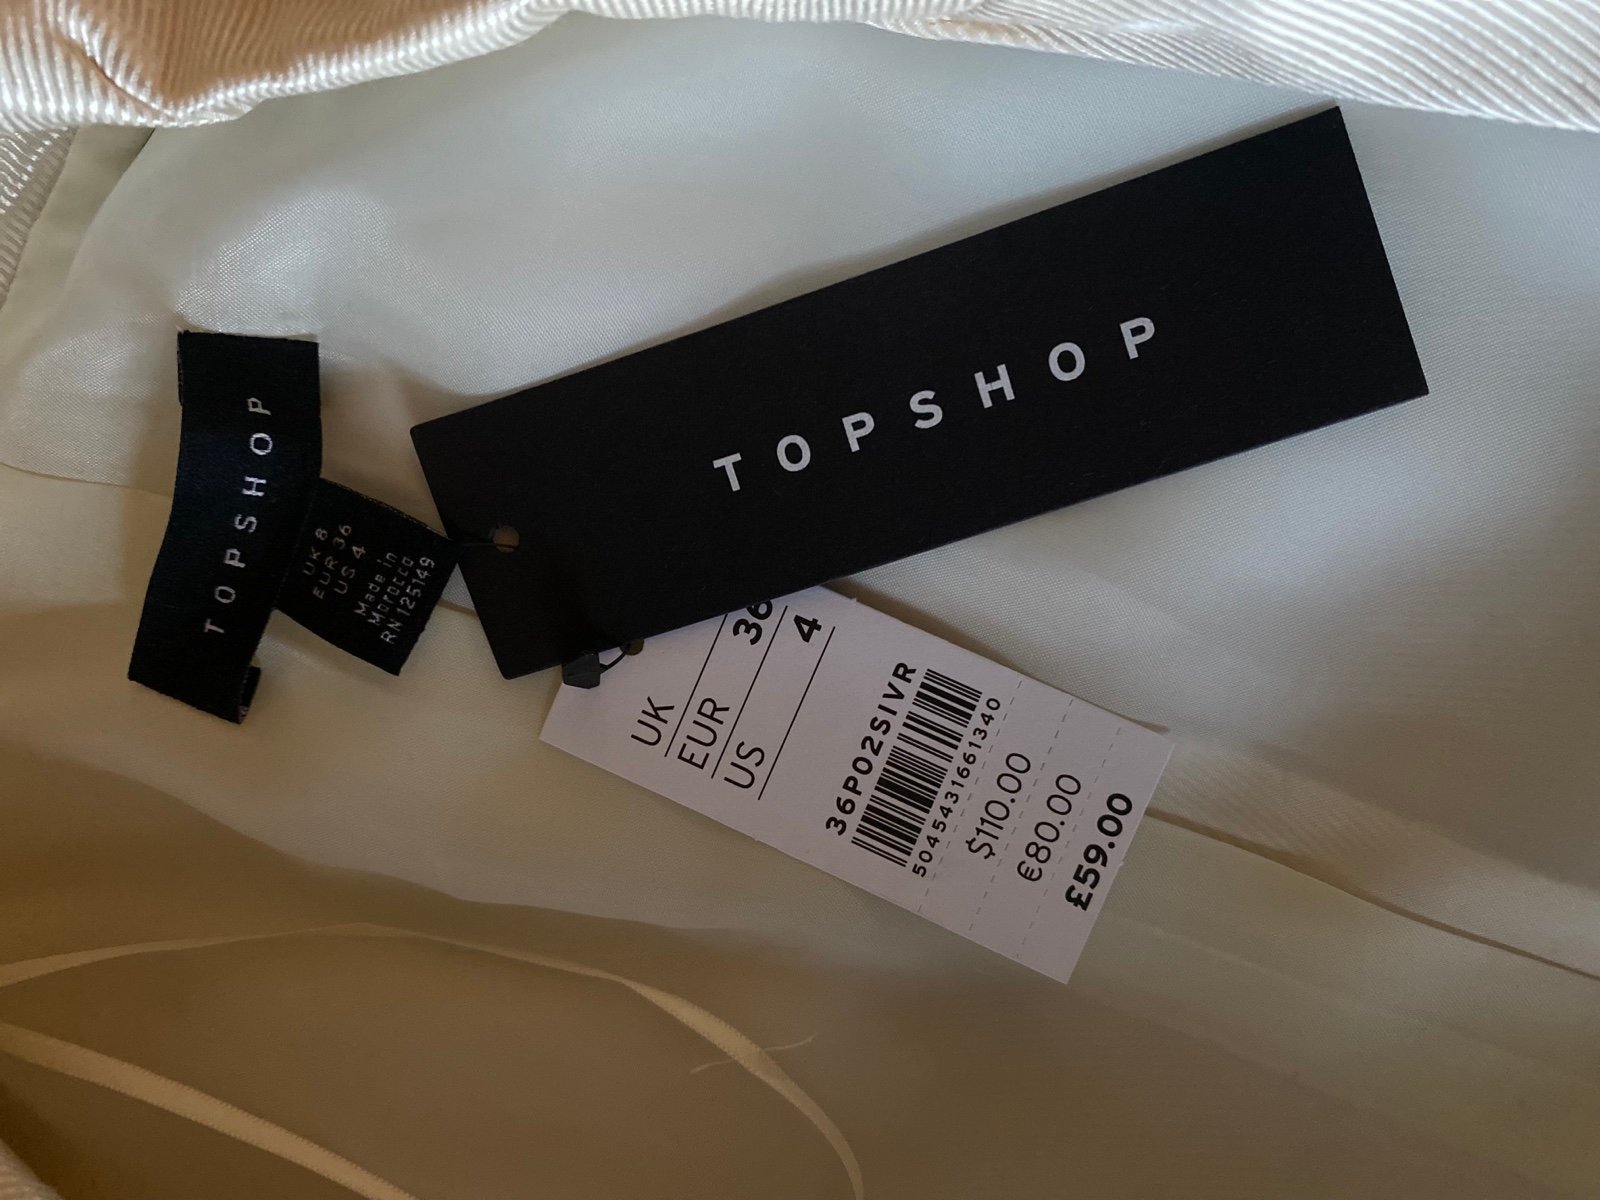 TOPSHOP
UK 8
EUR 36
US 4
Made in
Morocco
RN 125149
TOPSHOP
UK
EUR 36
US 4
36P02SIVR
5045431661340
$110.00
€80.00
£59.00